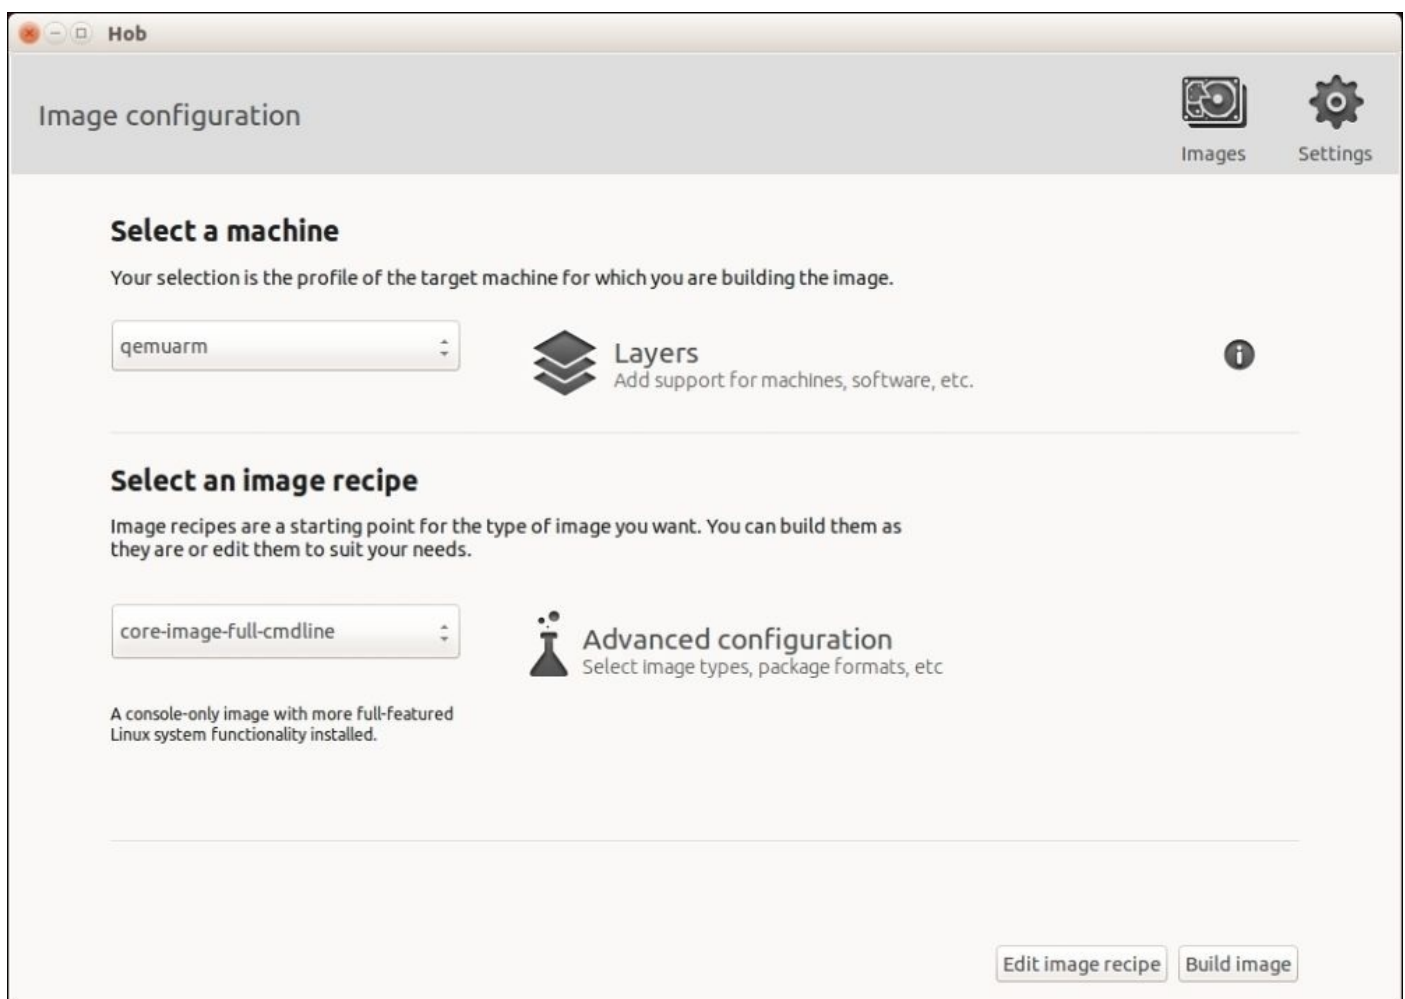 Hob
Image configuration
Images
Settings
Select a machine
Your selection is the profile of the target machine for which you are building the image.
qemuarm
Layers
Add support for machines, software, etc.
Select an image recipe
Image recipes are a starting point for the type of image you want. You can build them as
they are or edit them to suit your needs.
core-image-full-cmdline
Advanced configuration
Select image types, package formats, etc
A console-only image with more full-featured
Linux system functionality installed.
Edit image recipe
Build image